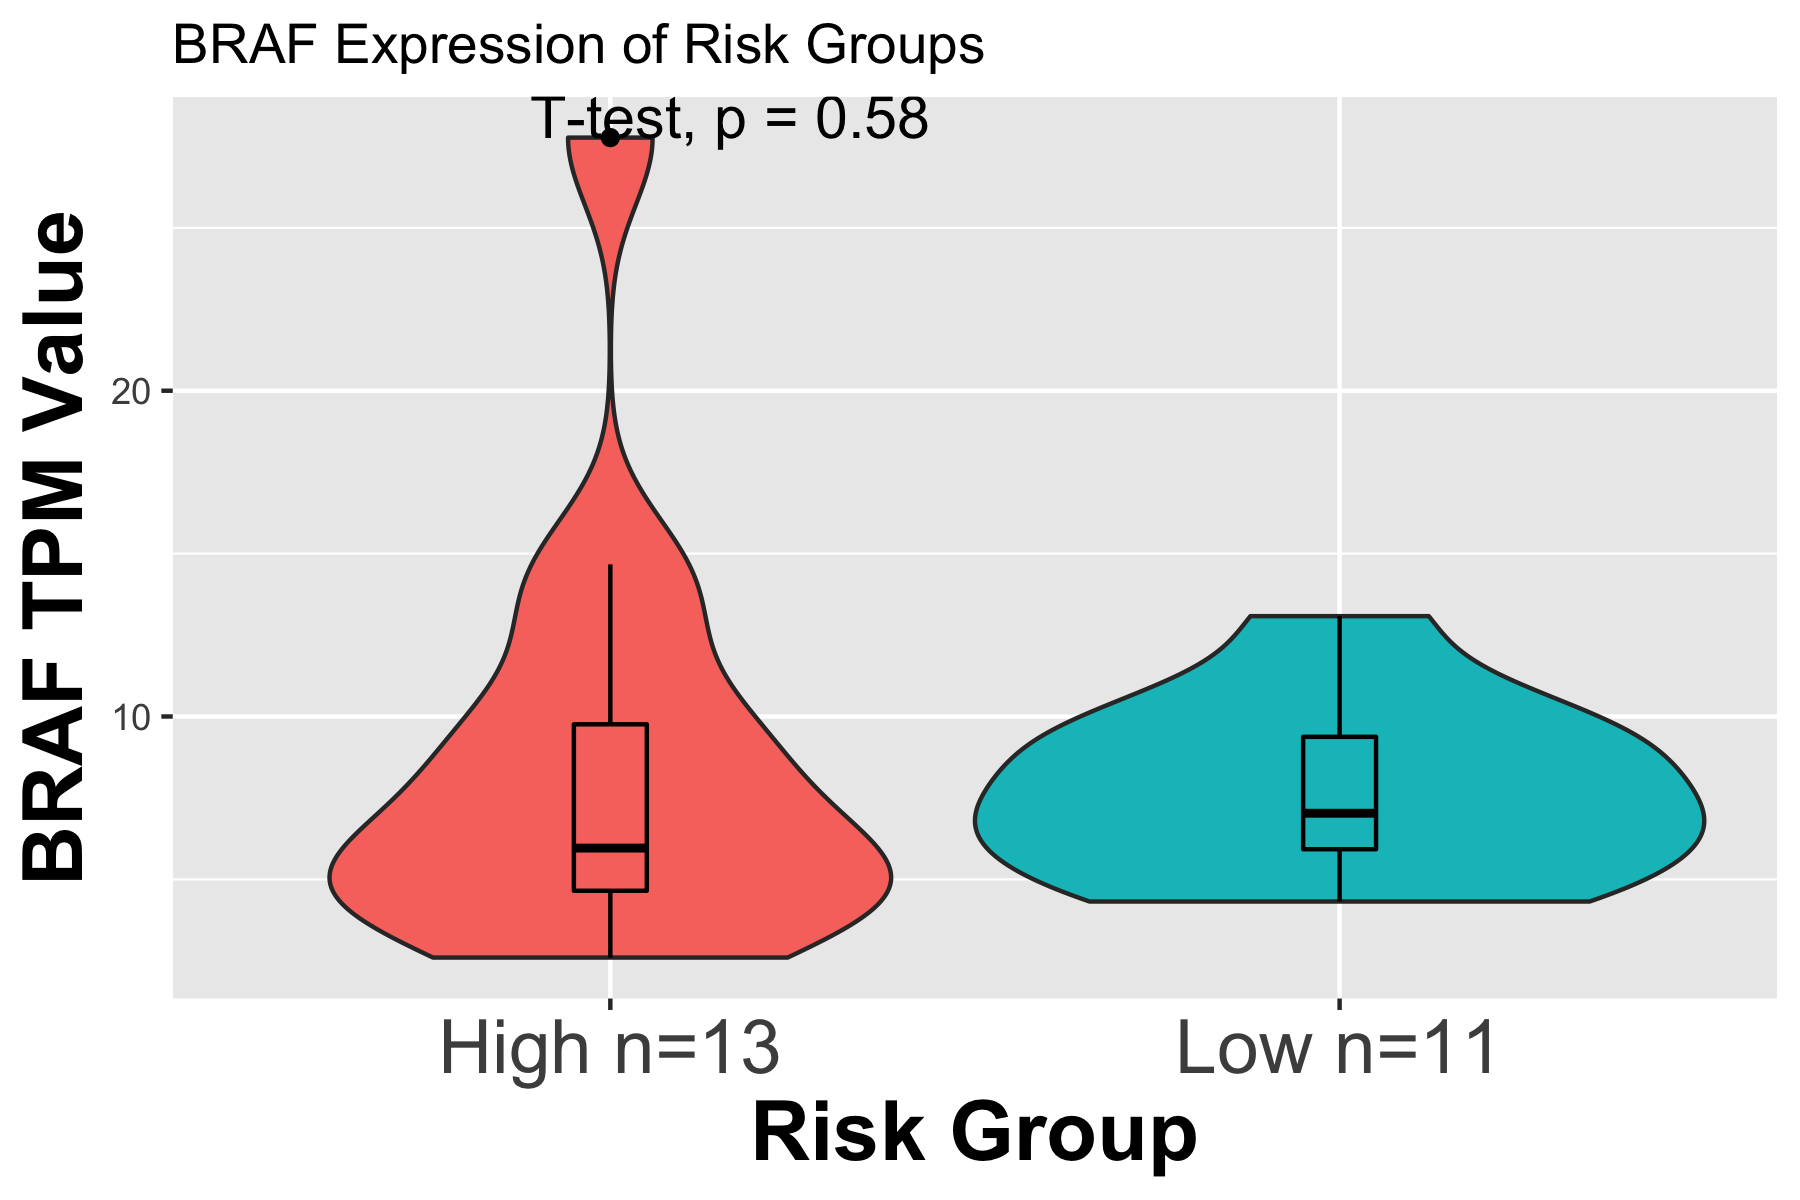 BRAF Expression of Risk Groups
T-test, p = 0.58
BRAF TPM Value
20
10
High n=13
Low n=11
Risk Group